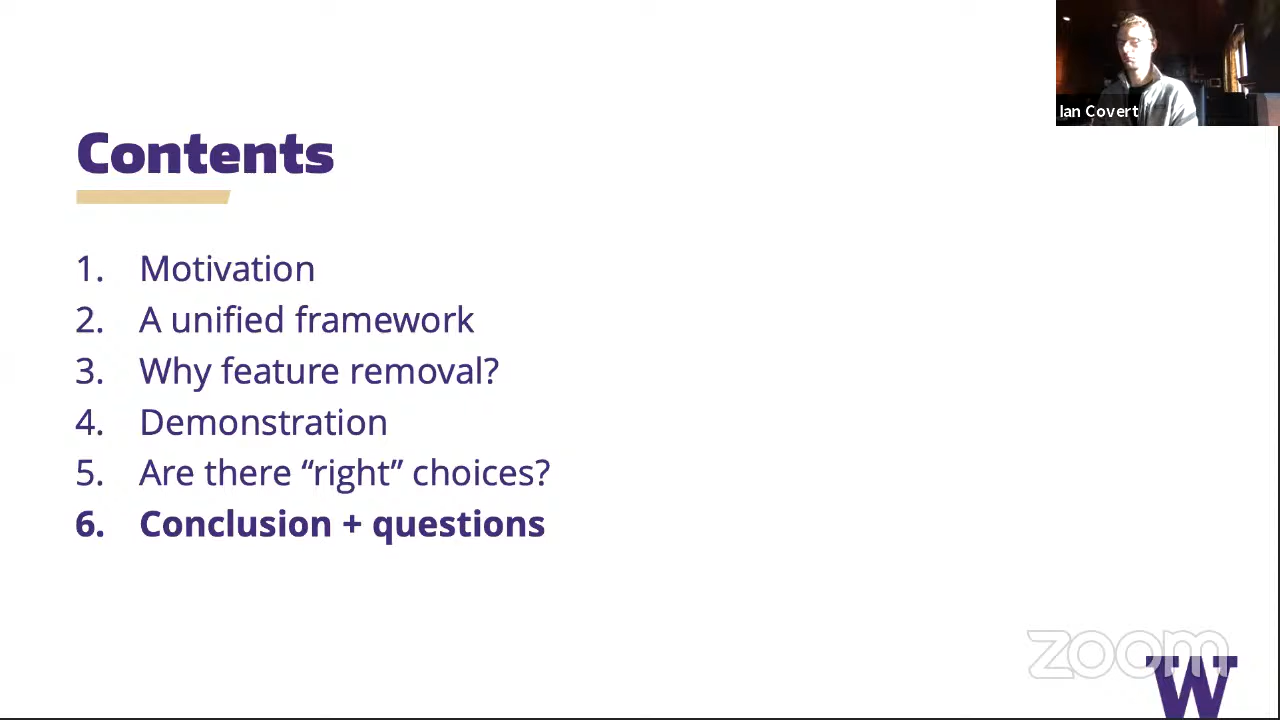 Ian Covert
Contents
1. Motivation
2. A unified framework
3. Why feature removal?
4. Demonstration
5. Are there “right” choices?
6. Conclusion + questions
zoom
W